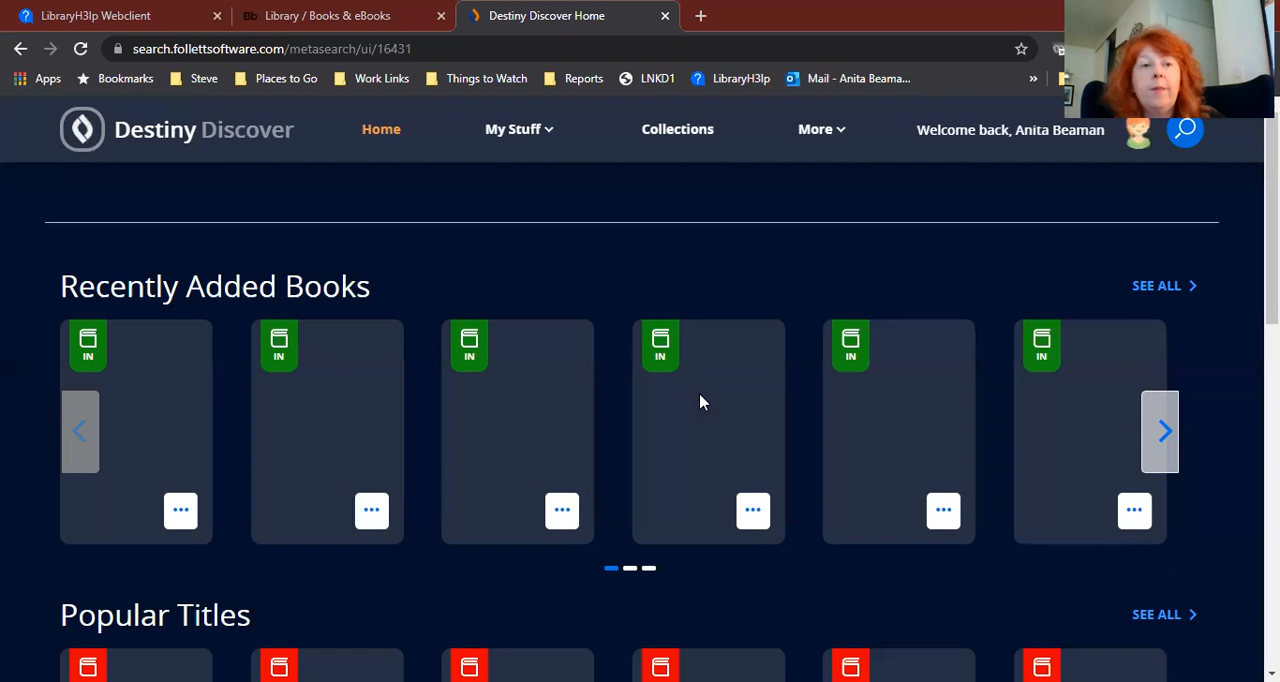 LibraryH3lp Webclient
Library / Books & eBooks
Destiny Discover Home
search.follettsoftware.com/metasearch/ui/16431
Apps Bookmarks Steve Places to Go Work Links Things to Watch Reports LNKD1 LibraryH3lp Mail - Anita Beama... »
Destiny Discover
Home
My Stuff
Collections
More
Welcome back, Anita Beaman
Recently Added Books
SEE ALL
IN IN IN IN IN IN
Popular Titles
SEE ALL